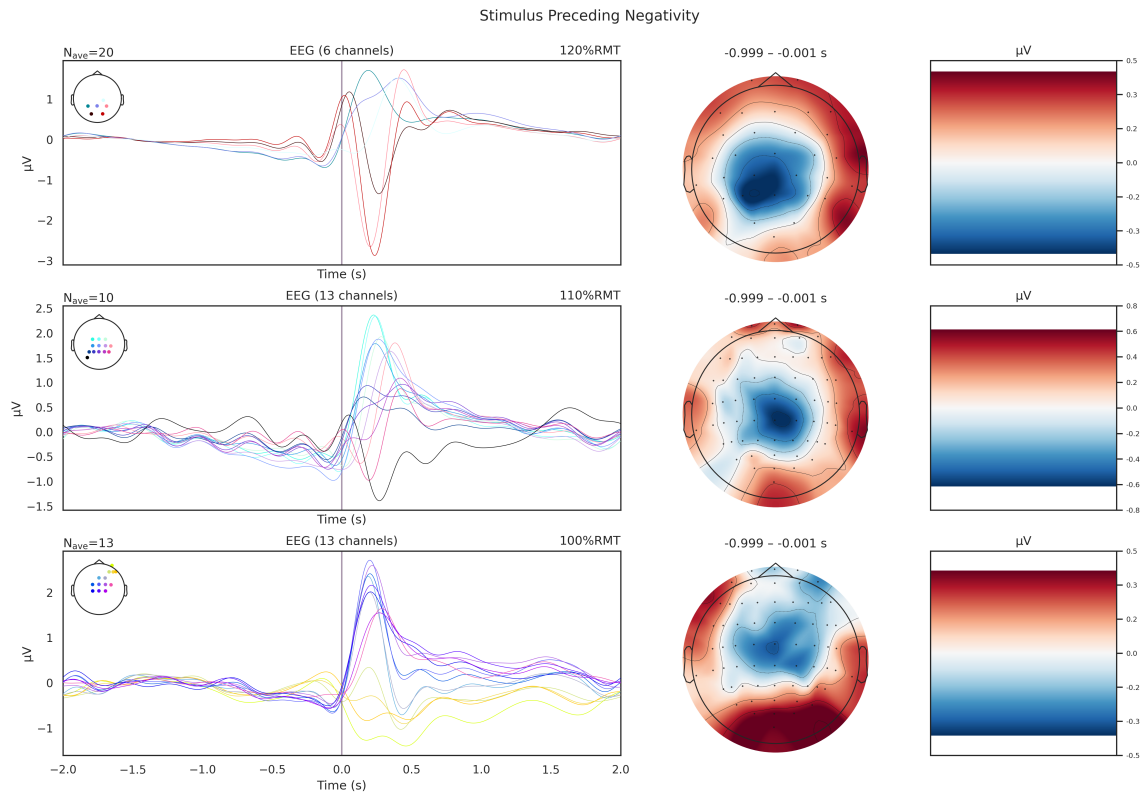 Stimulus Preceding Negativity
N_ave=20 EEG (6 channels) 120%RMT
-0.999 – -0.001 s
µV
1
0
−1
−2
−3
µV
Time (s)
0.5
0.3
0.2
0.1
0.0
-0.1
-0.2
-0.3
-0.5
N_ave=10 EEG (13 channels) 110%RMT
-0.999 – -0.001 s
µV
2.5
2.0
1.5
1.0
0.5
0.0
−0.5
−1.0
−1.5
µV
Time (s)
0.8
0.6
0.4
0.2
0.0
-0.2
-0.4
-0.6
-0.8
N_ave=13 EEG (13 channels) 100%RMT
-0.999 – -0.001 s
µV
2
1
0
−1
µV
−2.0 −1.5 −1.0 −0.5 0.0 0.5 1.0 1.5 2.0
Time (s)
0.5
0.3
0.2
0.1
0.0
-0.1
-0.2
-0.3
-0.5